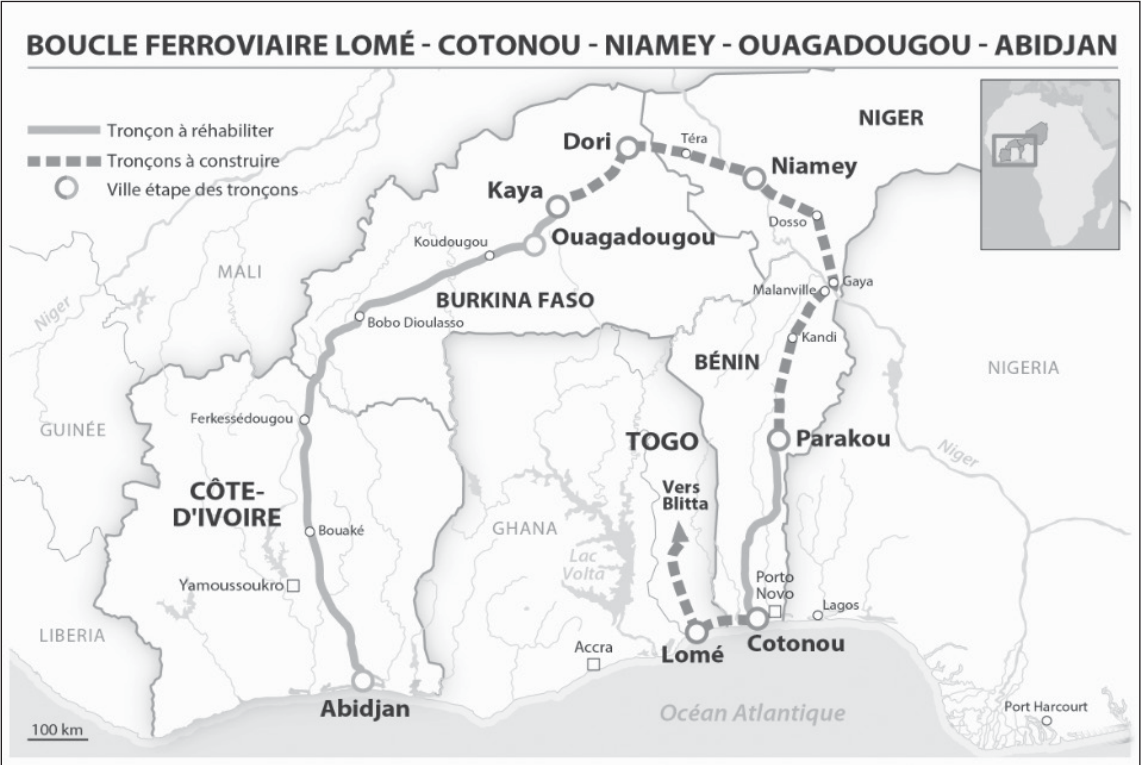 BOUCLE FERROVIAIRE LOMÉ - COTONOU - NIAMEY - OUAGADOUGOU - ABIDJAN
Tronçon à réhabiliter
Tronçons à construire
Ville étape des tronçons
NIGER
Dori
Téra
Niamey
Kaya
Dosso
Koudougou
Ouagadougou
MALI
Niger
Malanville
Gaya
BURKINA FASO
Bobo Dioulasso
Kandi
BÉNIN
NIGERIA
Ferkessédougou
GUINÉE
TOGO
Parakou
Niger
Vers
Blitta
CÔTE-
D'IVOIRE
Bouaké
GHANA
Lac
Volta
Yamoussoukro
Porto
Novo
Lagos
LIBERIA
Accra
Lomé
Cotonou
Abidjan
Océan Atlantique
Port Harcourt
100 km